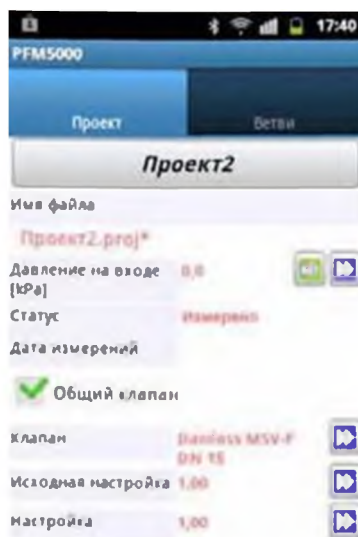 17:40
PFM5000
Проект Ветви
Проект2
Имя файла
Проект2.proj*
Давление на входе 0,0
[kPa]
Статус Измерено
Дата измерений
Общий клапан
Клапан Danfoss MSV-F
DN 15
Исходная настройка 1,00
Настройка 1,00